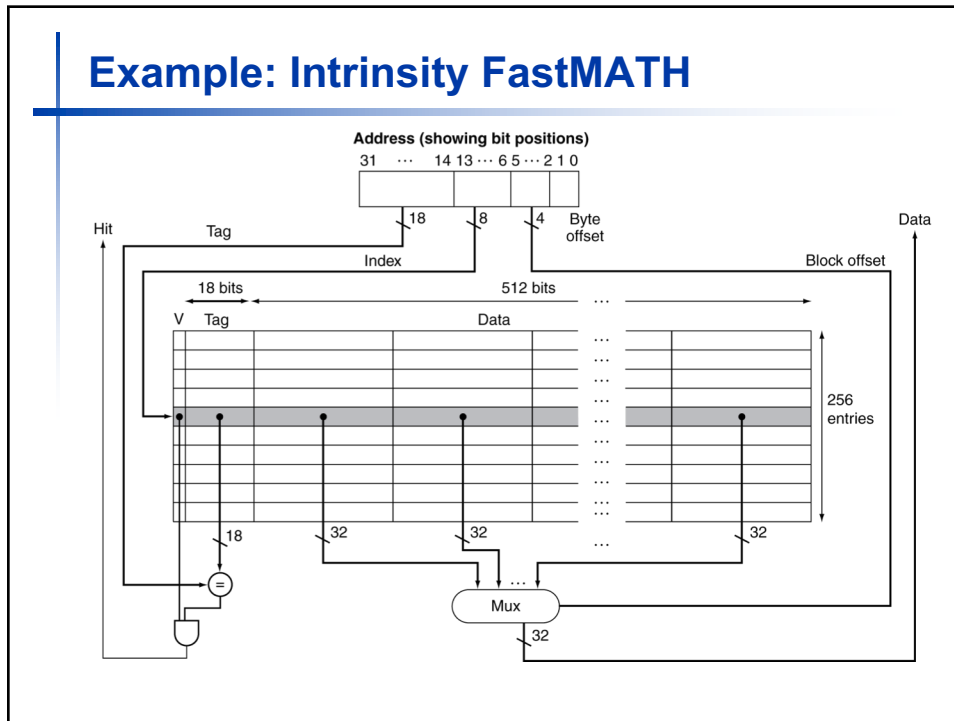 Example: Intrinsity FastMATH
Address (showing bit positions)
31 ... 14 13 ... 6 5 ... 2 1 0
18
8
4
Byte
offset
Hit
Tag
Data
Index
Block offset
18 bits
512 bits
...
V
Tag
Data
...
...
...
...
...
256
entries
...
...
...
...
...
...
18
32
32
...
32
=
...
Mux
32